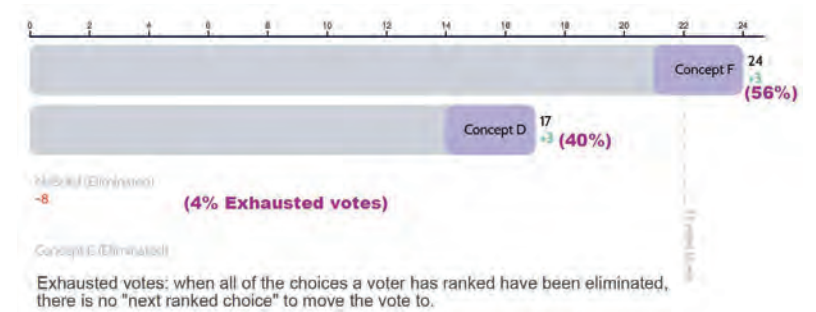 0 2 4 6 8 10 12 14 16 18 20 22 24
Concept F 24
+3
(56%)
Concept D 17
+3 (40%)
(Eliminated)
-8
(4% Exhausted votes)
(Eliminated)
Exhausted votes: when all of the choices a voter has ranked have been eliminated,
there is no "next ranked choice" to move the vote to.